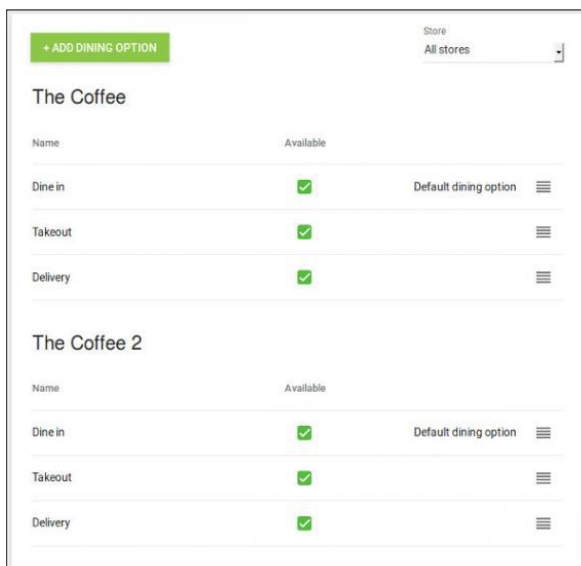 + ADD DINING OPTION
Store
All stores
The Coffee
Name Available
Dine in Default dining option
Takeout
Delivery
The Coffee 2
Name Available
Dine in Default dining option
Takeout
Delivery